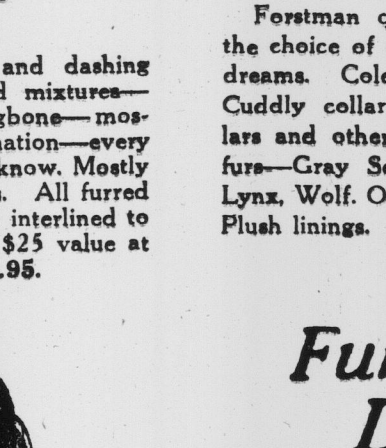 and dashing
mixtures—
gbone—mos-
nation—every
know. Mostly
All furred
interlined to
$25 value at
.95.
Forstman
the choice of
dreams. Cole
Cuddly collar
lars and other
furs—Gray S
Lynx, Wolf. O
Plush linings.
Fu